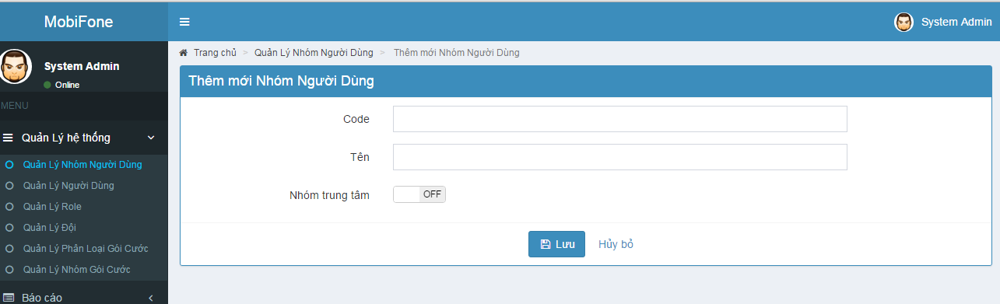 MobiFone
System Admin
System Admin
Online
MENU
Quản Lý hệ thống
Quản Lý Nhóm Người Dùng
Quản Lý Người Dùng
Quản Lý Role
Quản Lý Đội
Quản Lý Phân Loại Gói Cước
Quản Lý Nhóm Gói Cước
Báo cáo
Trang chủ > Quản Lý Nhóm Người Dùng > Thêm mới Nhóm Người Dùng
Thêm mới Nhóm Người Dùng
Code
Tên
Nhóm trung tâm OFF
Lưu Hủy bỏ